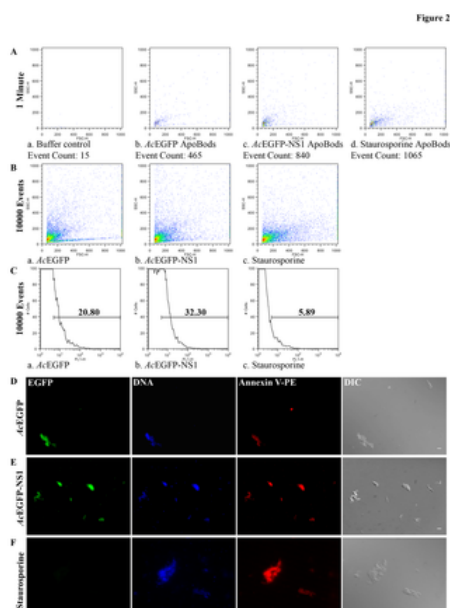 Figure 2
A
1 Minute
a. Buffer control
Event Count: 15
b. AcEGFP ApoBods
Event Count: 465
c. AcEGFP-NS1 ApoBods
Event Count: 840
d. Staurosporine ApoBods
Event Count: 1065
B
10000 Events
a. AcEGFP
b. AcEGFP-NS1
c. Staurosporine
C
10000 Events
20.80
32.30
5.89
a. AcEGFP
b. AcEGFP-NS1
c. Staurosporine
D
AcEGFP
EGFP
DNA
Annexin V-PE
DIC
E
AcEGFP-NS1
F
Staurosporine